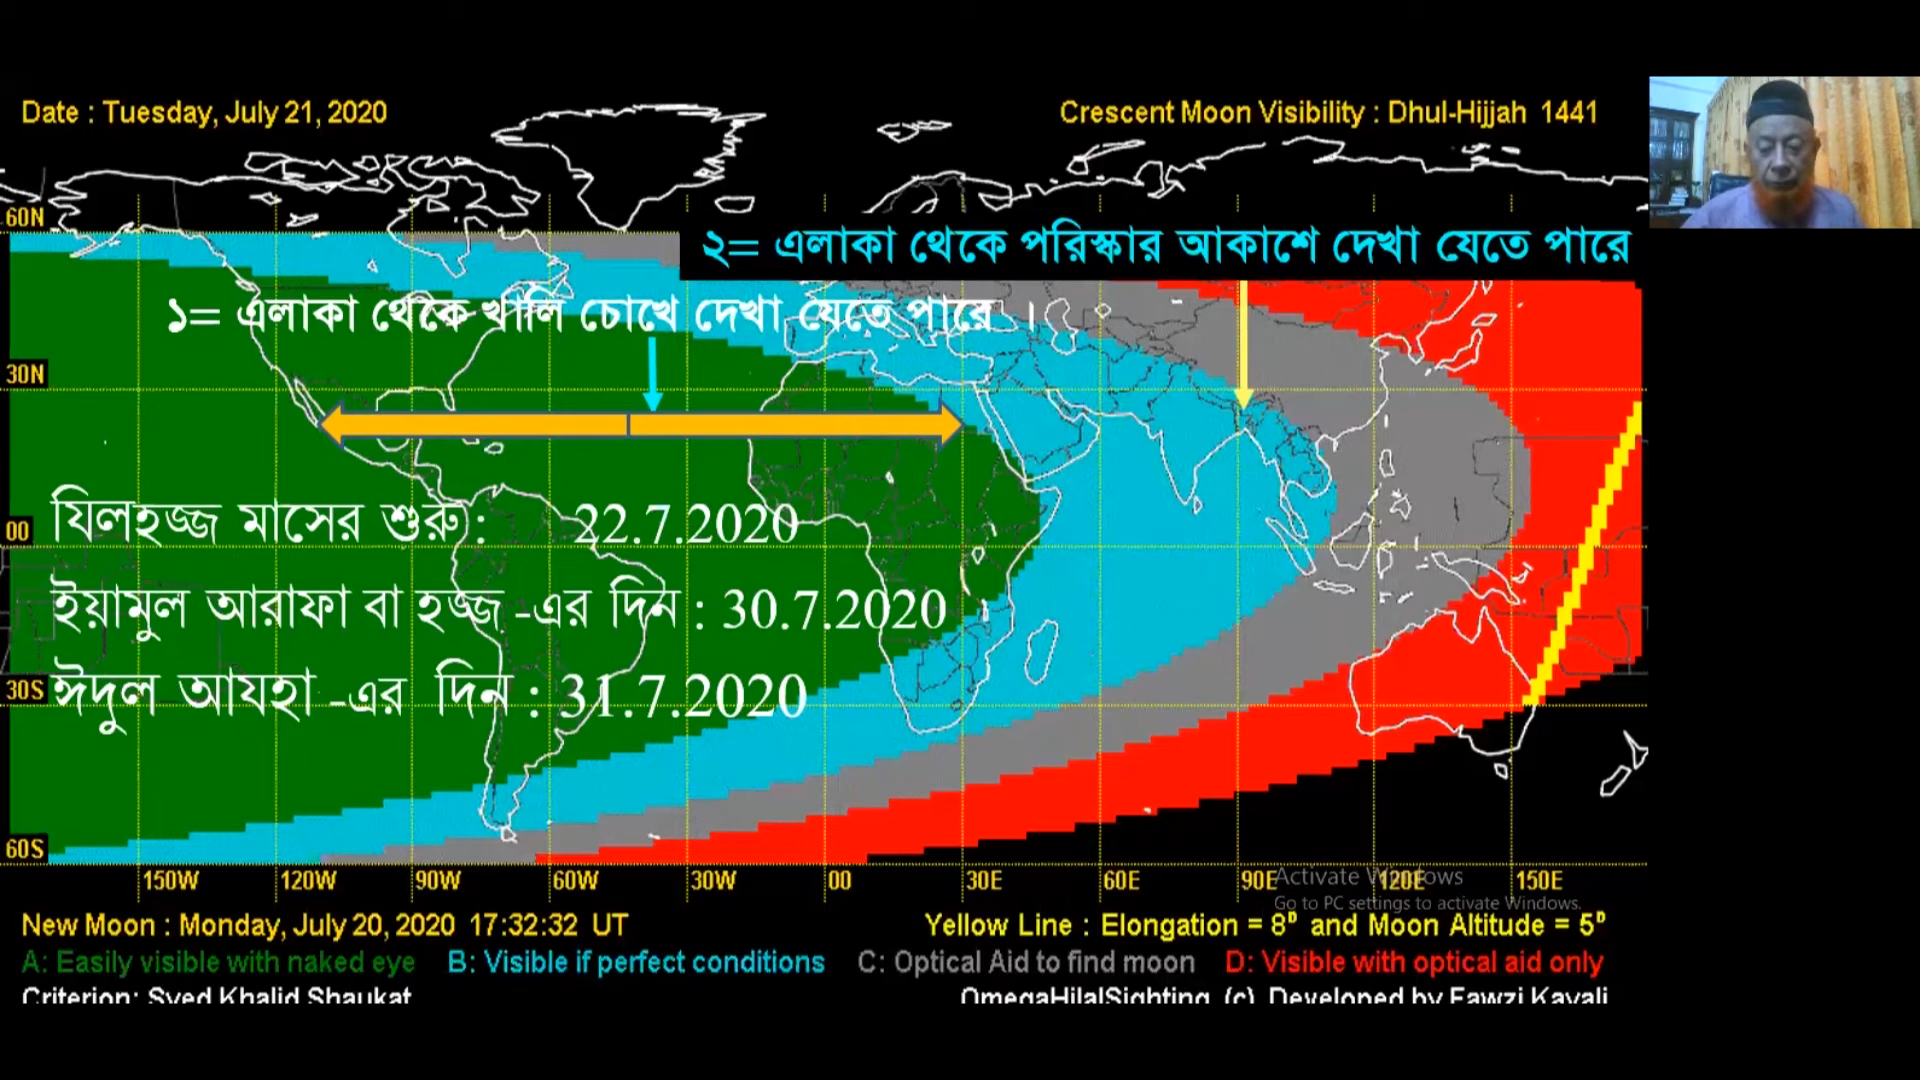 Date : Tuesday, July 21, 2020
Crescent Moon Visibility : Dhul-Hijjah 1441
60N
২= এলাকা থেকে পরিস্কার আকাশে দেখা যেতে পারে
১= এলাকা থেকে খালি চোখে দেখা যেতে পারে ।
30N
যিলহজ্জ মাসের শুরু : 22.7.2020
00
ইয়ামুল আরাফা বা হজ্জ -এর দিন : 30.7.2020 ।
30S
ঈদুল আযহা -এর দিন : 31.7.2020
60S
150W 120W 90W 60W 30W 00 30E 60E 90E 120E 150E
Activate Windows
Go to PC settings to activate Windows.
New Moon : Monday, July 20, 2020 17:32:32 UT
Yellow Line : Elongation = 8° and Moon Altitude = 5°
A: Easily visible with naked eye B: Visible if perfect conditions C: Optical Aid to find moon D: Visible with optical aid only
Criterion: Syed Khalid Shaukat
OmegaHilalSighting (c) Developed by Fawzi Kayali